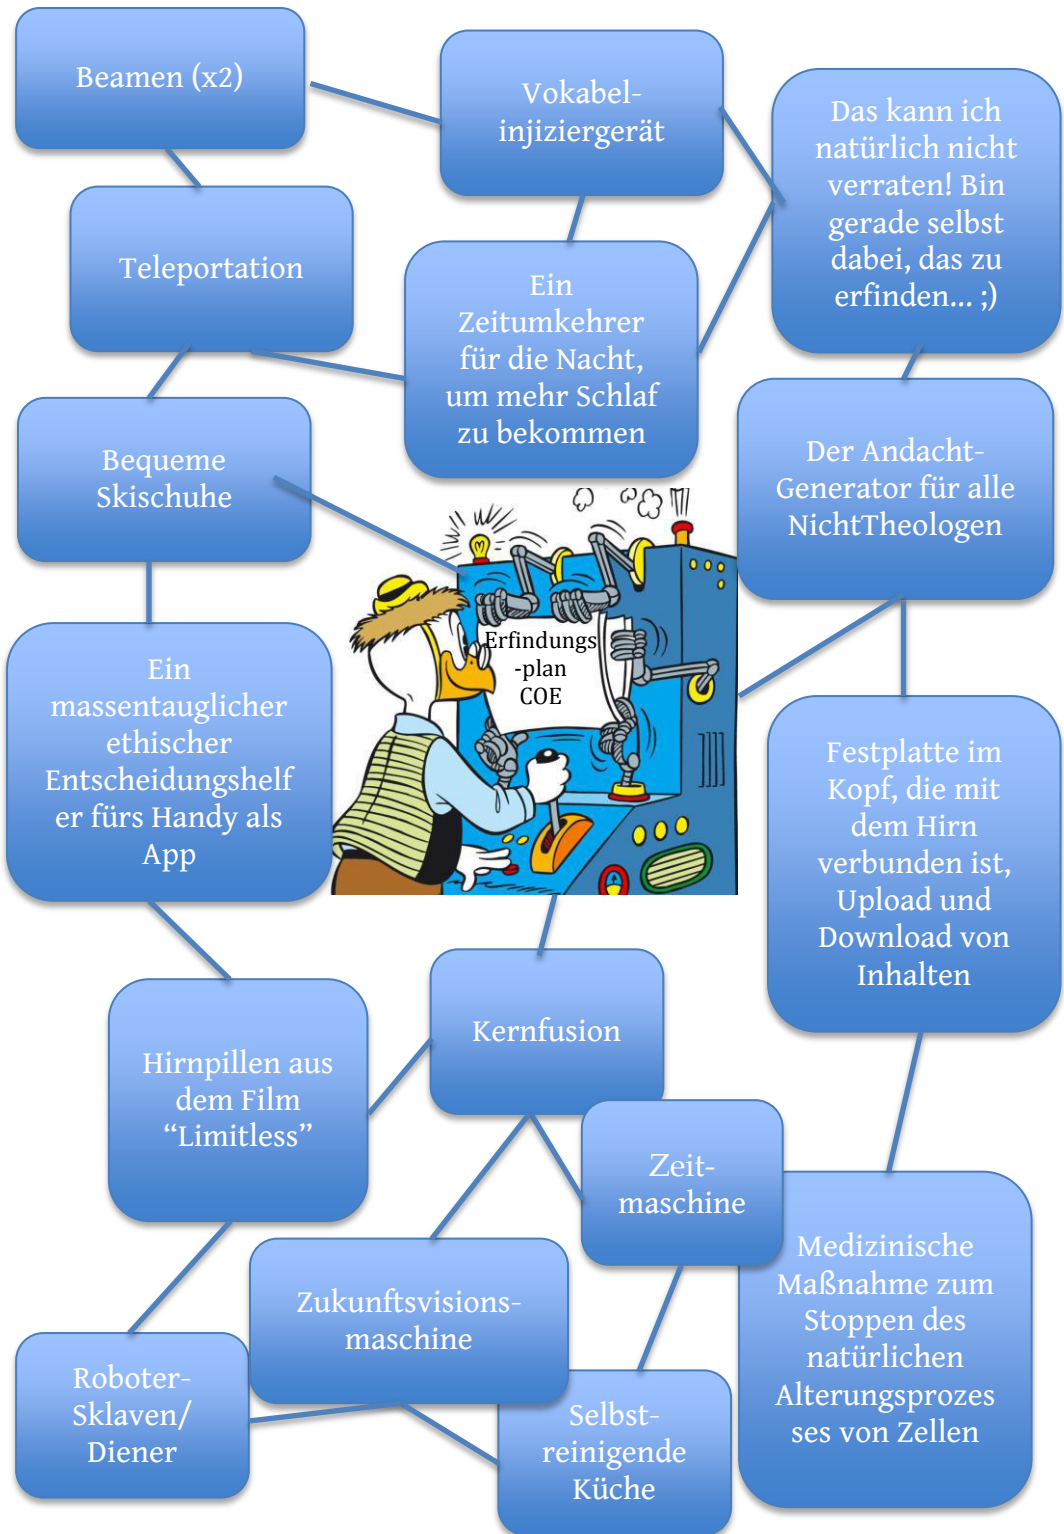 Beamen (x2)
Vokabel-
injiziergerät
Das kann ich
natürlich nicht
verraten! Bin
gerade selbst
dabei, das zu
erfinden... ;)
Teleportation
Ein
Zeitumkehrer
für die Nacht,
um mehr Schlaf
zu bekommen
Bequeme
Skischuhe
Der Andacht-
Generator für alle
NichtTheologen
Erfindungs
-plan
COE
Ein
massentauglicher
ethischer
Entscheidungshelf
er fürs Handy als
App
Festplatte im
Kopf, die mit
dem Hirn
verbunden ist,
Upload und
Download von
Inhalten
Hirnpillen aus
dem Film
“Limitless”
Kernfusion
Zeit-
maschine
Zukunftsvisions-
maschine
Medizinische
Maßnahme zum
Stoppen des
natürlichen
Alterungsprozes
ses von Zellen
Roboter-
Sklaven/
Diener
Selbst-
reinigende
Küche